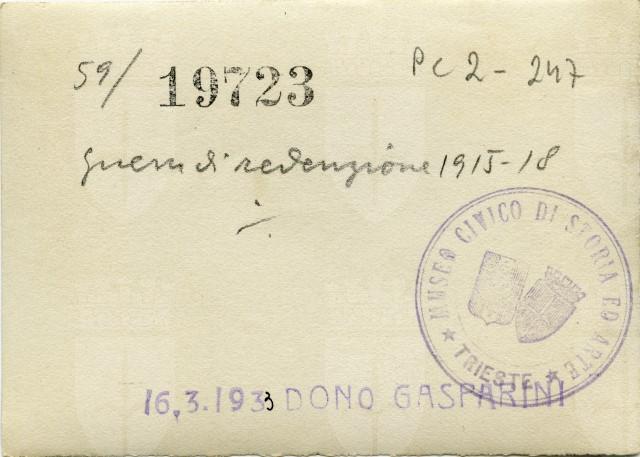 59/ 19723 PC 2 - 247
guerra di redenzione 1915-18
MUSEO CIVICO DI STORIA ED ARTE
★ TRIESTE ★
16.3.1933 DONO GASPARINI